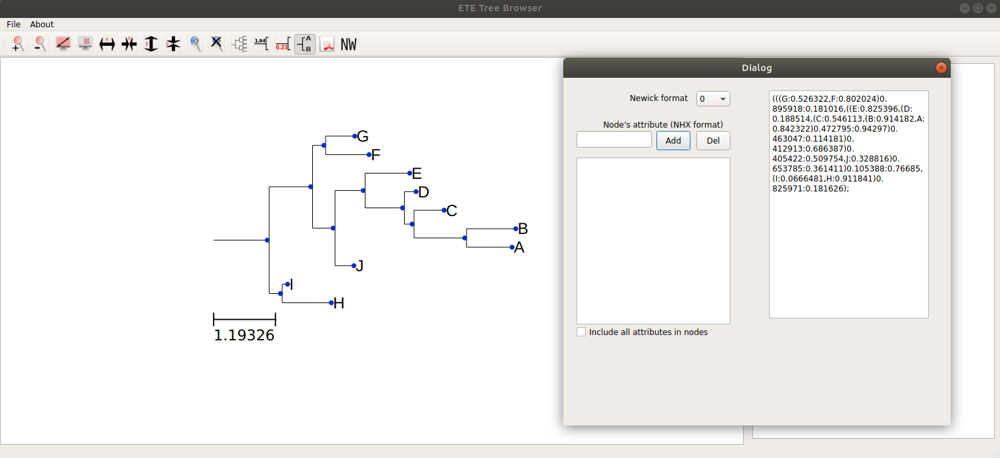 ETE Tree Browser
File About
1.04
0.23
A
B
NW
x
x
y
y
G
F
E
D
C
B
A
J
I
H
1.19326
Dialog
Newick format 0
Node's attribute (NHX format)
Add Del
Include all attributes in nodes
(((G:0.526322,F:0.802024)0.
895918:0.181016,((E:0.825396,(D:
0.188514,(C:0.546113,(B:0.914182,A:
0.842322)0.472795:0.94297)0.
463047:0.114181)0.
412913:0.686387)0.
405422:0.509754,J:0.328816)0.
653785:0.361411)0.105388:0.76685,
(I:0.0666481,H:0.911841)0.
825971:0.181626);